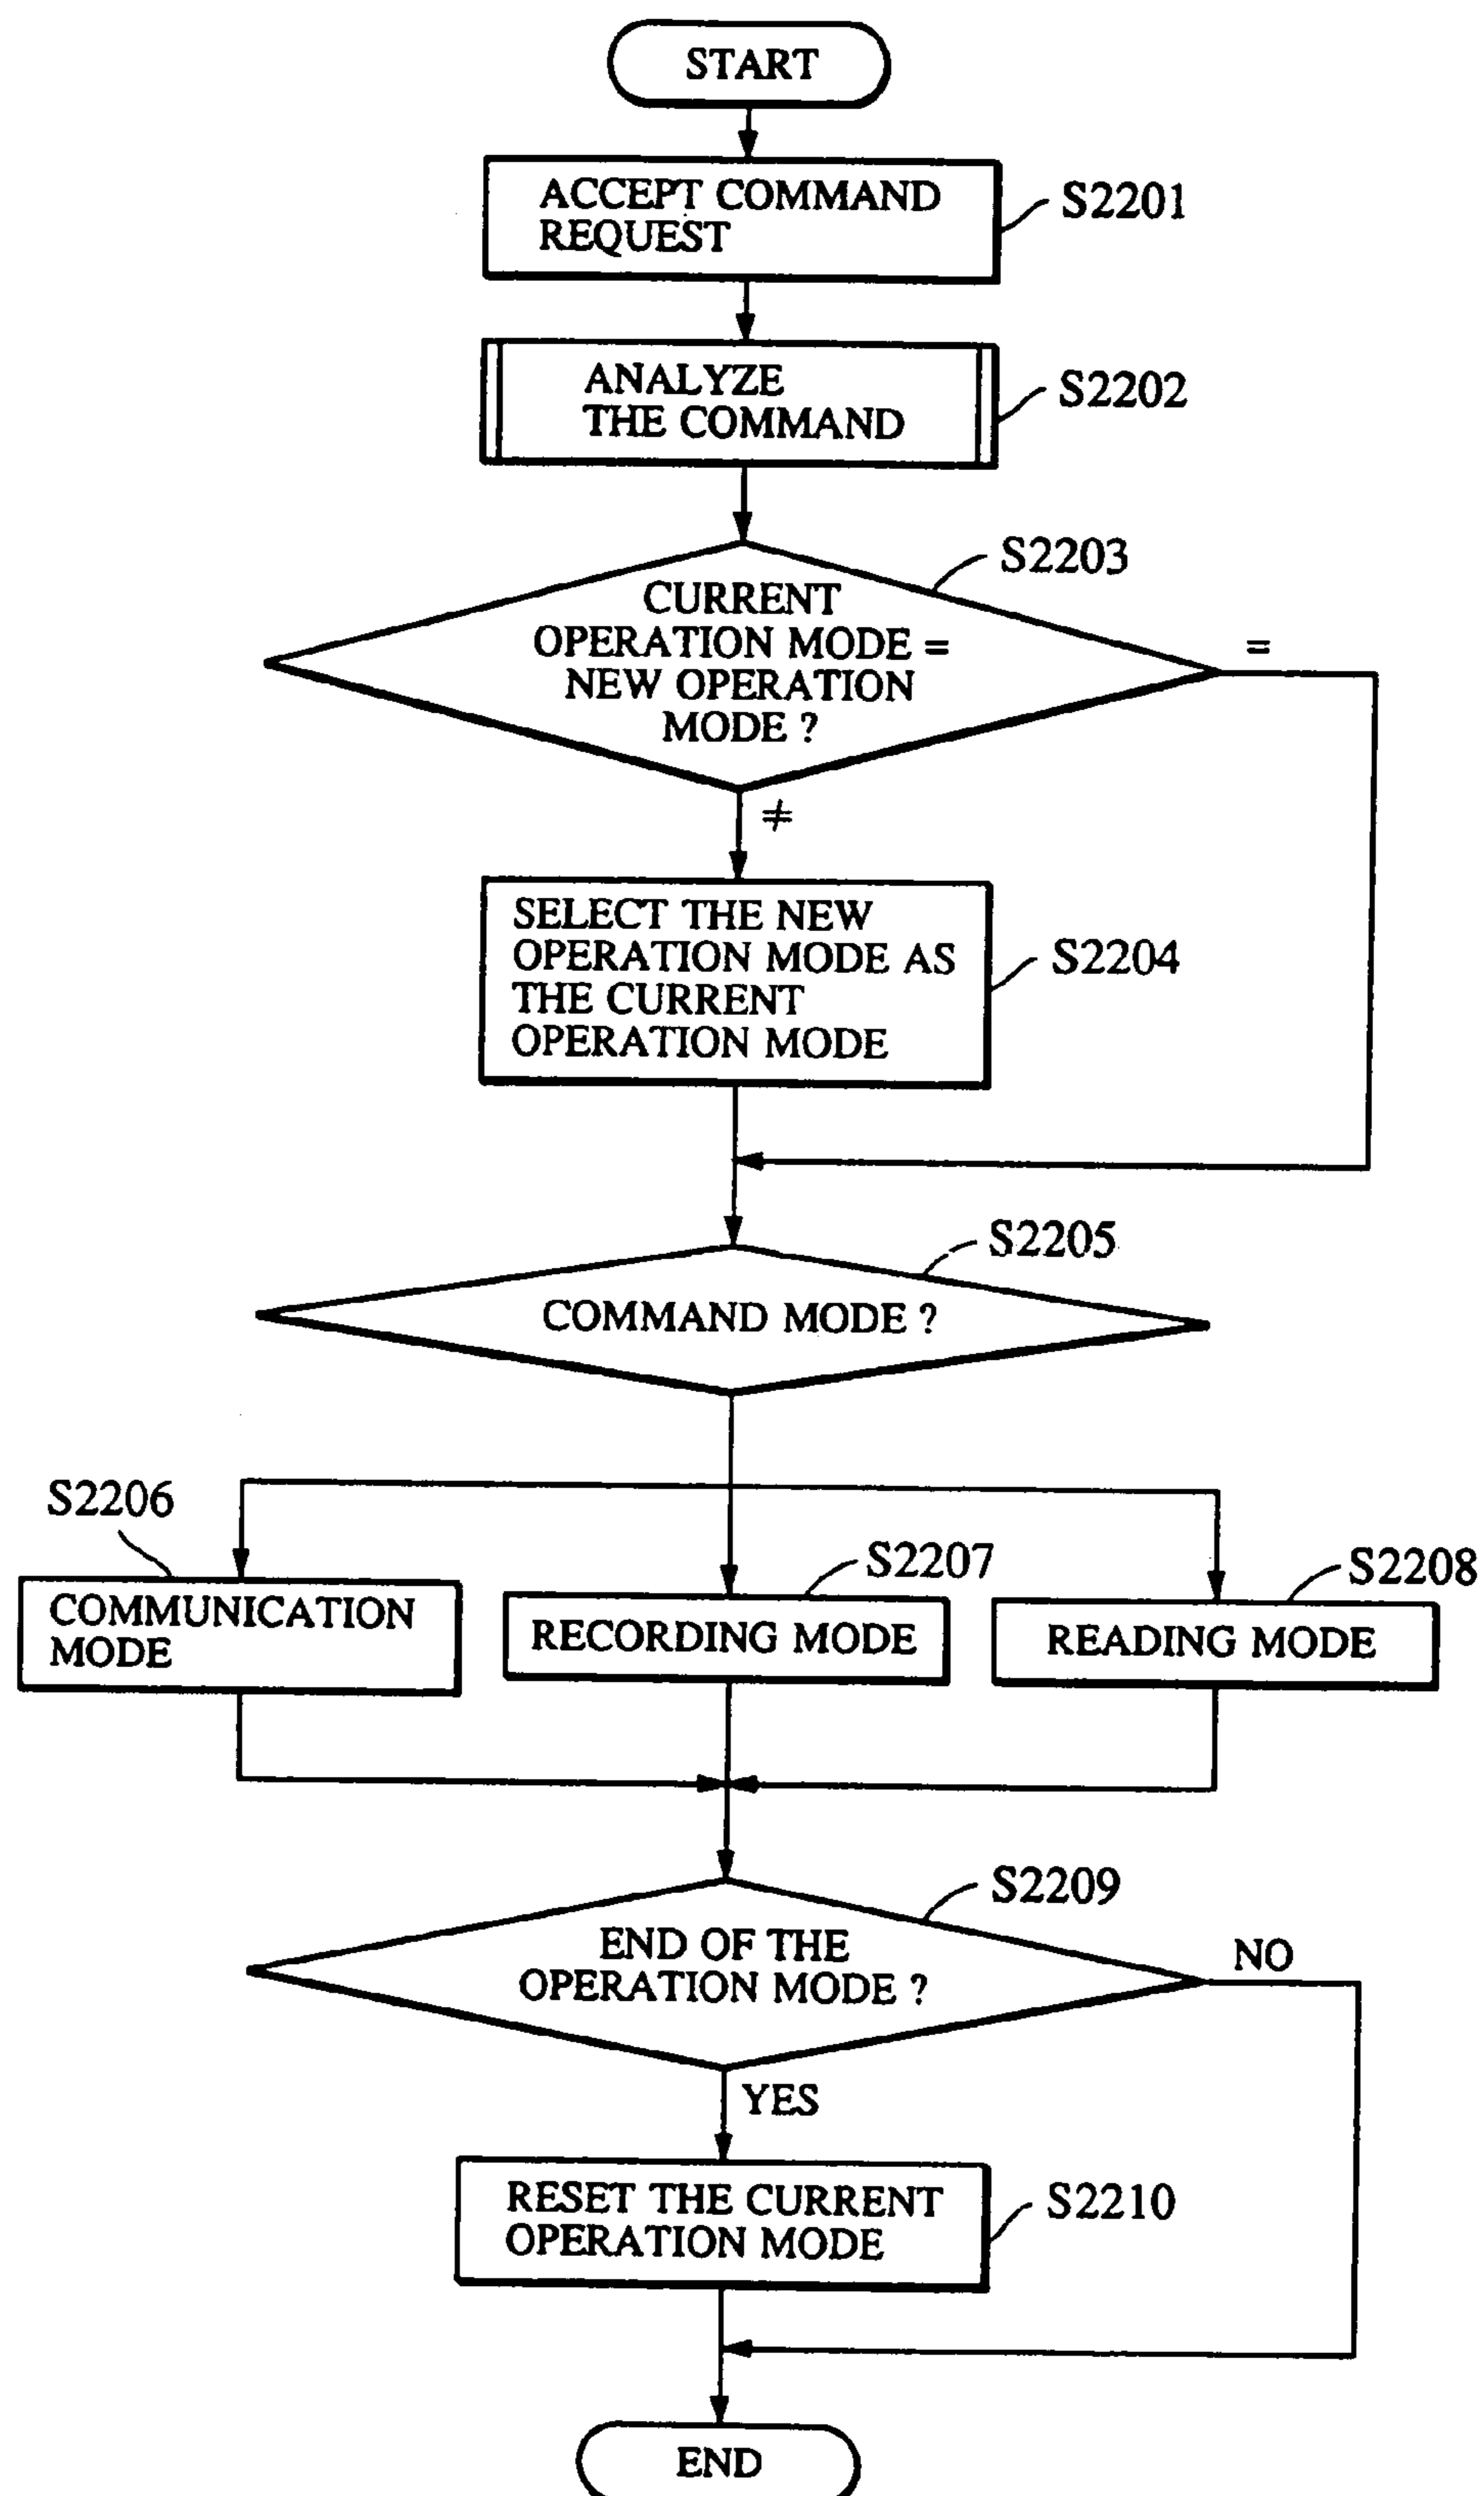 START
ACCEPT COMMAND
REQUEST
S2201
ANALYZE
THE COMMAND
S2202
S2203
CURRENT
OPERATION MODE =
NEW OPERATION
MODE ?
=
≠
SELECT THE NEW
OPERATION MODE AS
THE CURRENT
OPERATION MODE
S2204
S2205
COMMAND MODE ?
S2206
COMMUNICATION
MODE
S2207
RECORDING MODE
S2208
READING MODE
S2209
END OF THE
OPERATION MODE ?
NO
YES
RESET THE CURRENT
OPERATION MODE
S2210
END